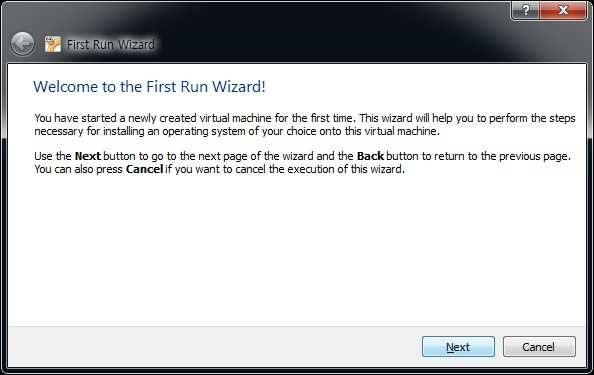 ?
First Run Wizard
Welcome to the First Run Wizard!
You have started a newly created virtual machine for the first time. This wizard will help you to perform the steps
necessary for installing an operating system of your choice onto this virtual machine.
Use the Next button to go to the next page of the wizard and the Back button to return to the previous page.
You can also press Cancel if you want to cancel the execution of this wizard.
Next
Cancel